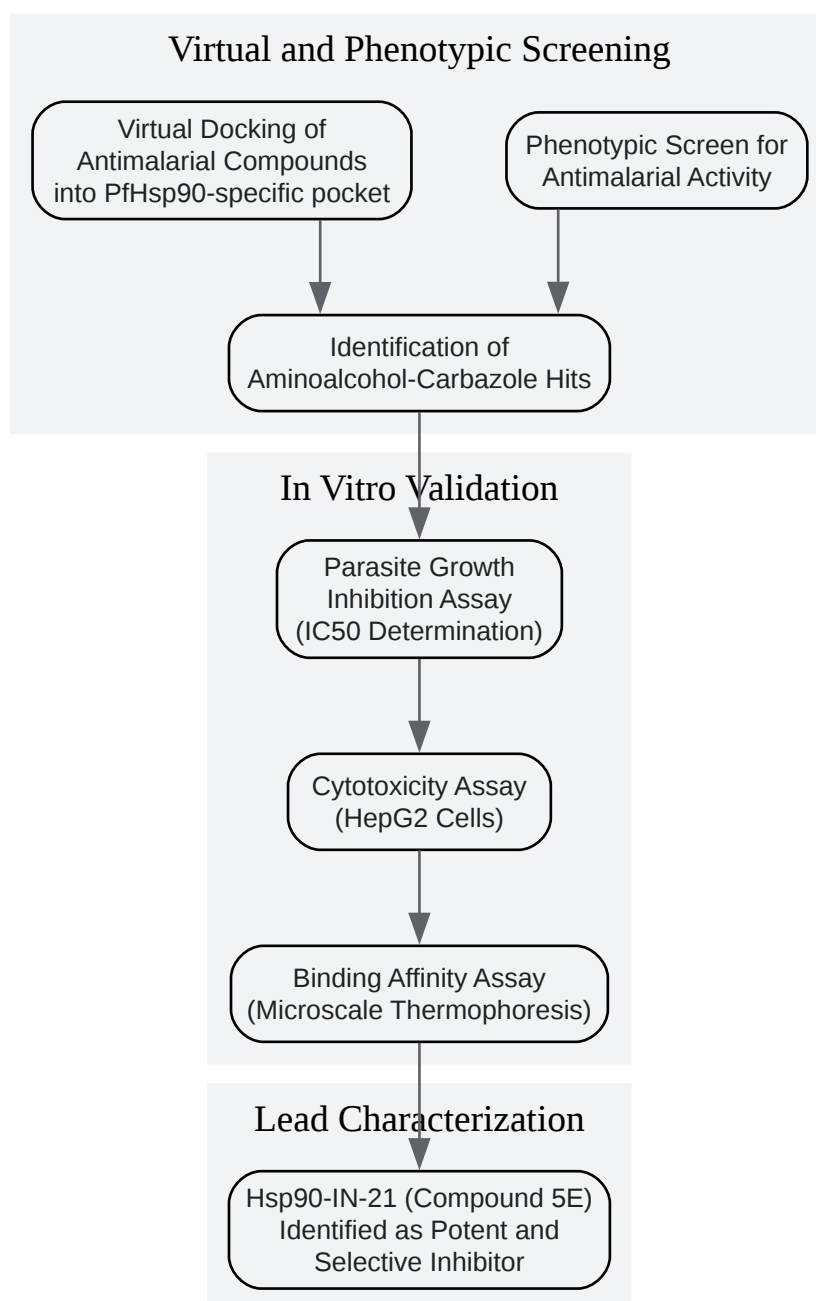 Virtual and Phenotypic Screening
Virtual Docking of
Antimalarial Compounds
into PfHsp90-specific pocket
Phenotypic Screen for
Antimalarial Activity
Identification of
Aminoalcohol-Carbazole Hits
In Vitro Validation
Parasite Growth
Inhibition Assay
(IC50 Determination)
Cytotoxicity Assay
(HepG2 Cells)
Binding Affinity Assay
(Microscale Thermophoresis)
Lead Characterization
Hsp90-IN-21 (Compound 5E)
Identified as Potent and
Selective Inhibitor